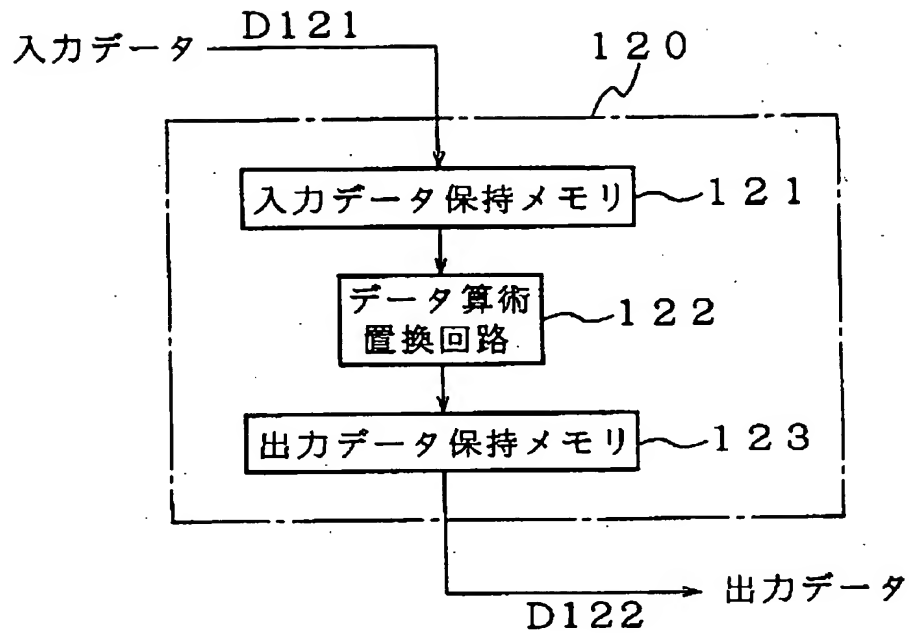 D121
入力データ
120
入力データ保持メモリ
121
データ算術
置換回路
122
出力データ保持メモリ
123
出力データ
D122